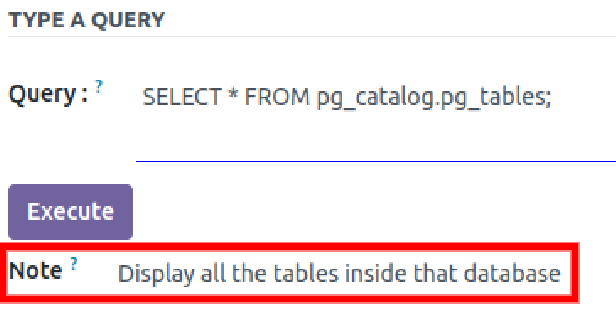 TYPE A QUERY
Query : ? SELECT * FROM pg_catalog.pg_tables;
Execute
Note ? Display all the tables inside that database